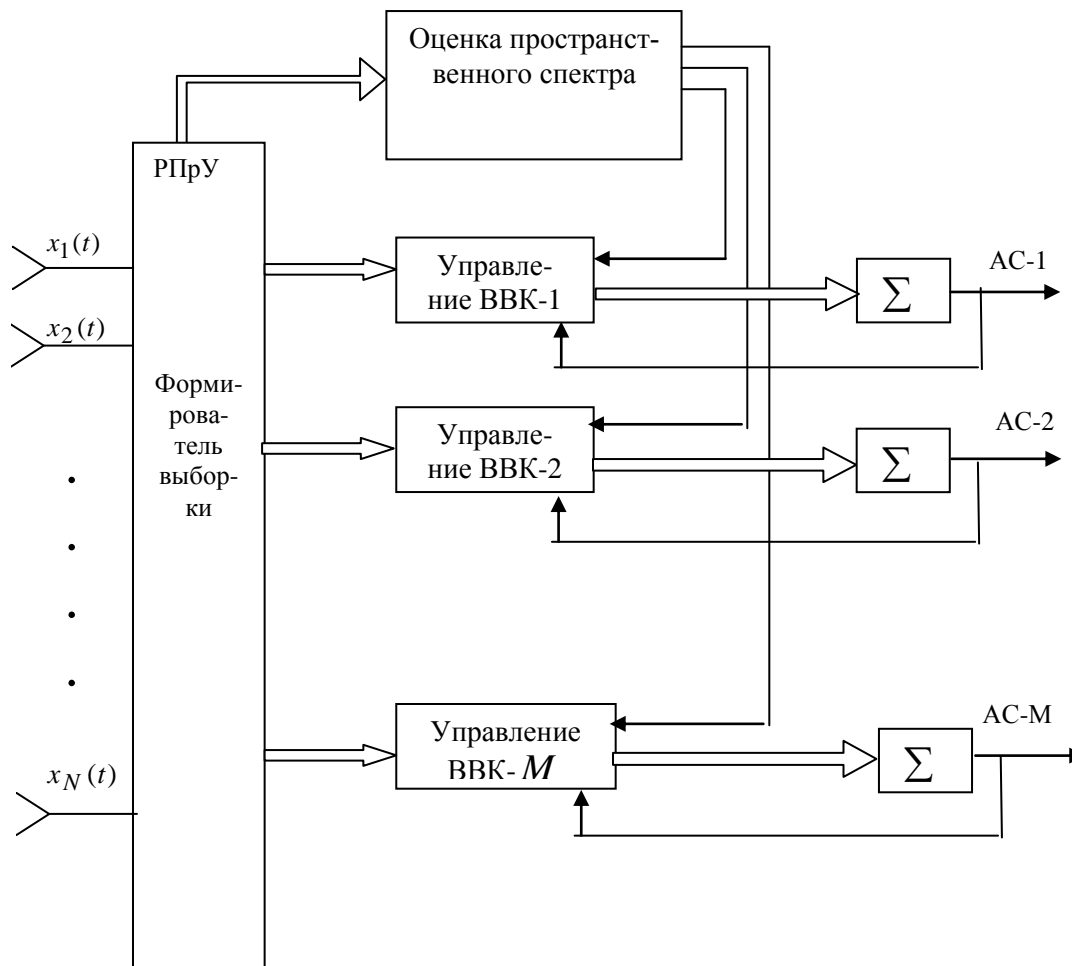 Оценка пространст-
венного спектра
РПрУ
x₁(t)
Управле-
ние ВВК-1
Σ
АС-1
x₂(t)
Форми-
рова-
тель
выбор-
ки
Управле-
ние ВВК-2
Σ
АС-2
Управление
ВВК- M
Σ
АС-М
x_N(t)